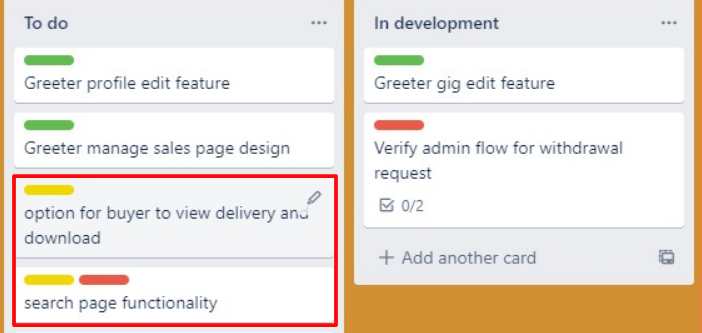 To do
Greeter profile edit feature
Greeter manage sales page design
option for buyer to view delivery and
download
search page functionality
In development
Greeter gig edit feature
Verify admin flow for withdrawal
request
0/2
+ Add another card